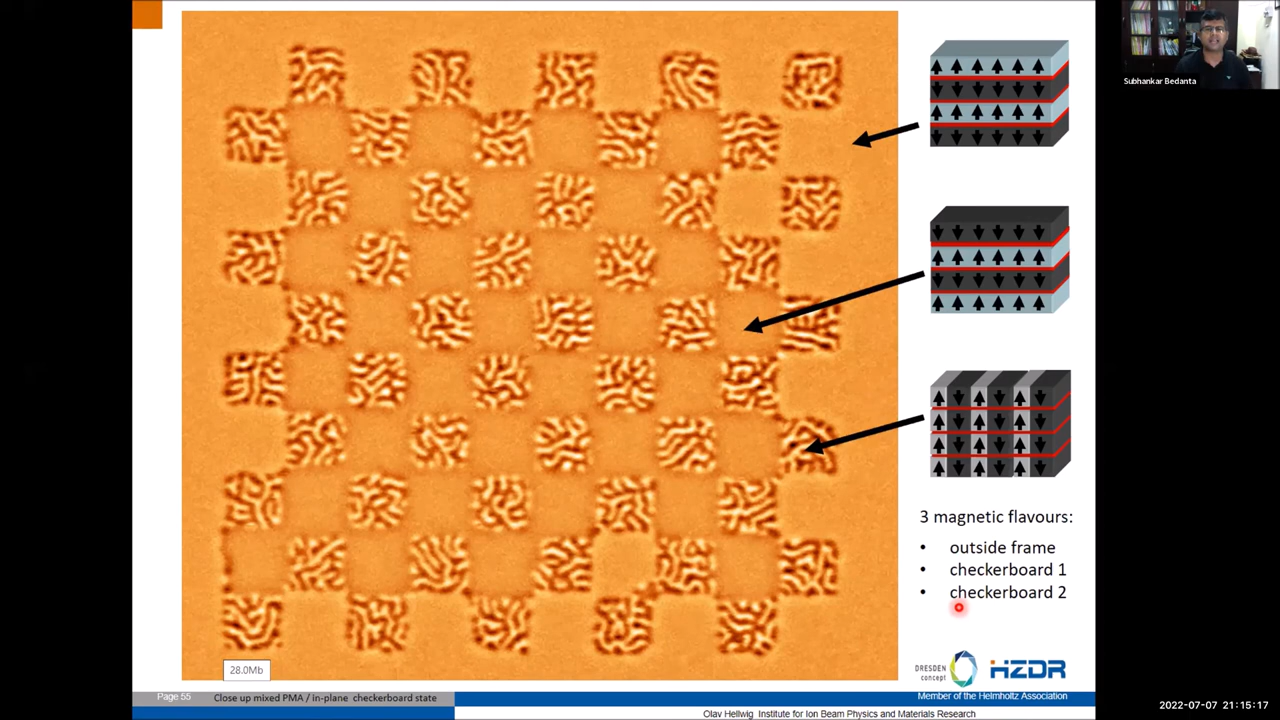 Subhankar Bedanta
3 magnetic flavours:
• outside frame
• checkerboard 1
• checkerboard 2
28.0Mb
DRESDEN
concept
HZDR
Page 55
Close up mixed PMA / in-plane checkerboard state
Member of the Helmholtz Association
Olav Hellwig Institute for Ion Beam Physics and Materials Research
2022-07-07 21:15:17